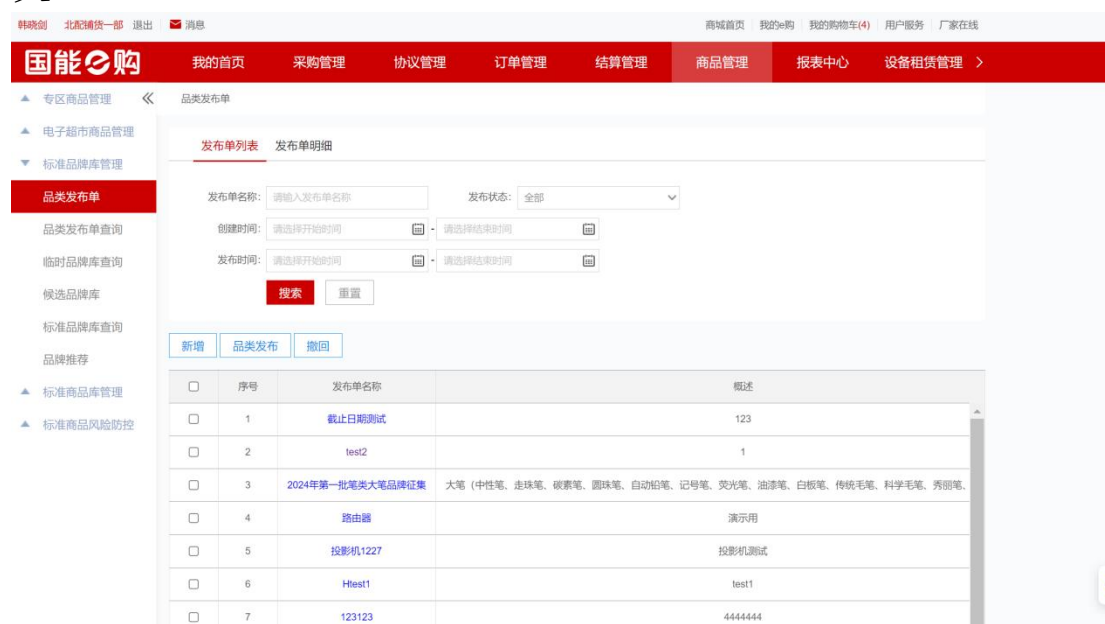 韩晓剑 北配铺货一部 退出 消息 商城首页 我的e购 我的购物车(4) 用户服务 厂家在线
国能e购 我的首页 采购管理 协议管理 订单管理 结算管理 商品管理 报表中心 设备租赁管理
专区商品管理
电子超市商品管理
标准品牌库管理
品类发布单
品类发布单查询
临时品牌库查询
候选品牌库
标准品牌库查询
品牌推荐
标准商品库管理
标准商品风险防控
品类发布单
发布单列表 发布单明细
发布单名称: 请输入发布单名称 发布状态: 全部
创建时间: 请选择开始时间 - 请选择结束时间
发布时间: 请选择开始时间 - 请选择结束时间
搜索 重置
新增 品类发布 撤回
序号 发布单名称 概述
1 截止日期测试 123
2 test2 1
3 2024年第一批笔类大笔品牌征集 大笔（中性笔、走珠笔、碳素笔、圆珠笔、自动铅笔、记号笔、荧光笔、油漆笔、白板笔、传统毛笔、科学毛笔、秀丽笔、
4 路由器 演示用
5 投影机1227 投影机测试
6 Htest1 test1
7 123123 4444444